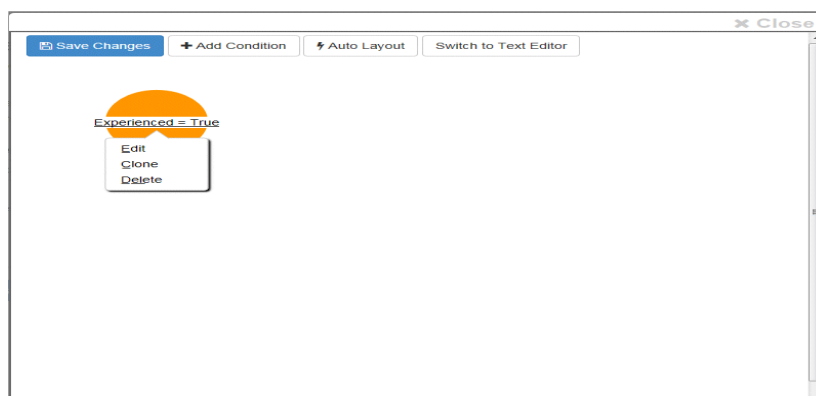 ✖ Close
Save Changes
+ Add Condition
Auto Layout
Switch to Text Editor
Experienced = True
Edit
Clone
Delete